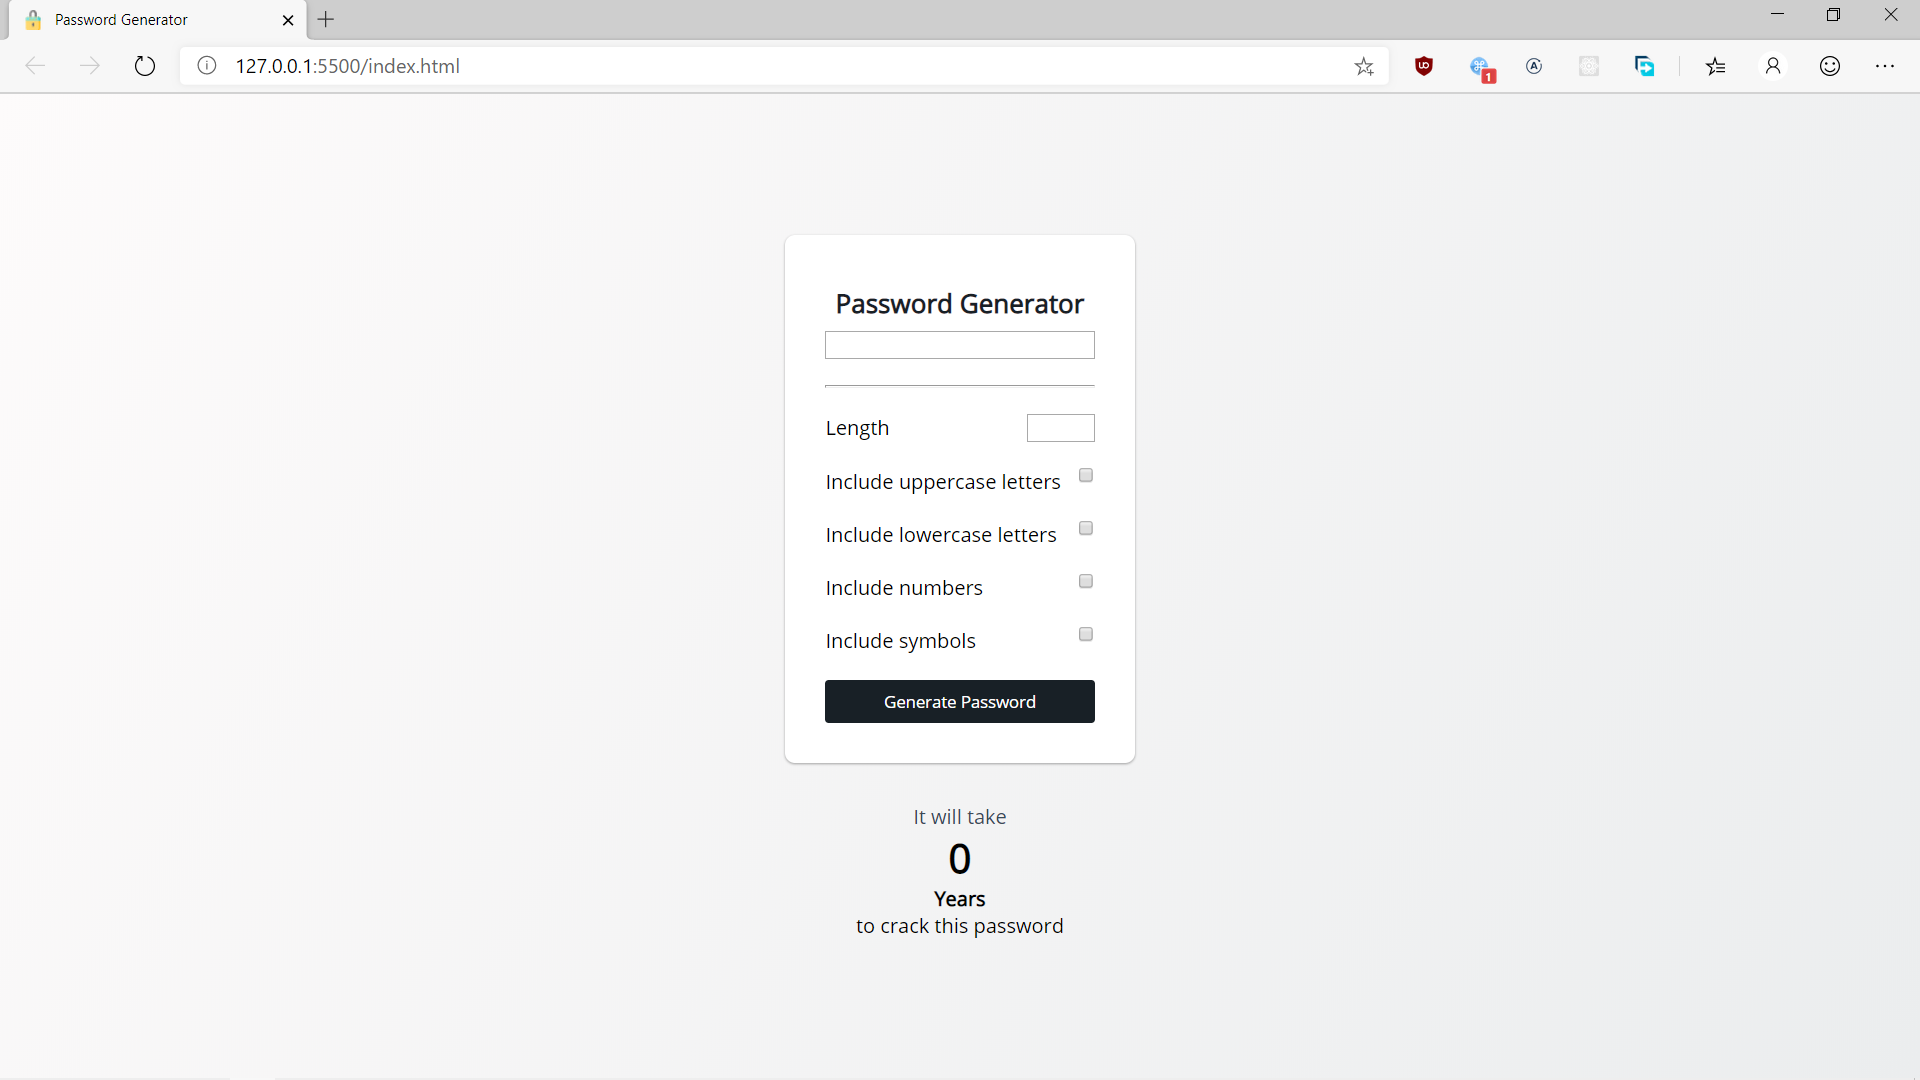 Password Generator
127.0.0.1:5500/index.html
1
Password Generator
Length
Include uppercase letters
Include lowercase letters
Include numbers
Include symbols
Generate Password
It will take
0
Years
to crack this password